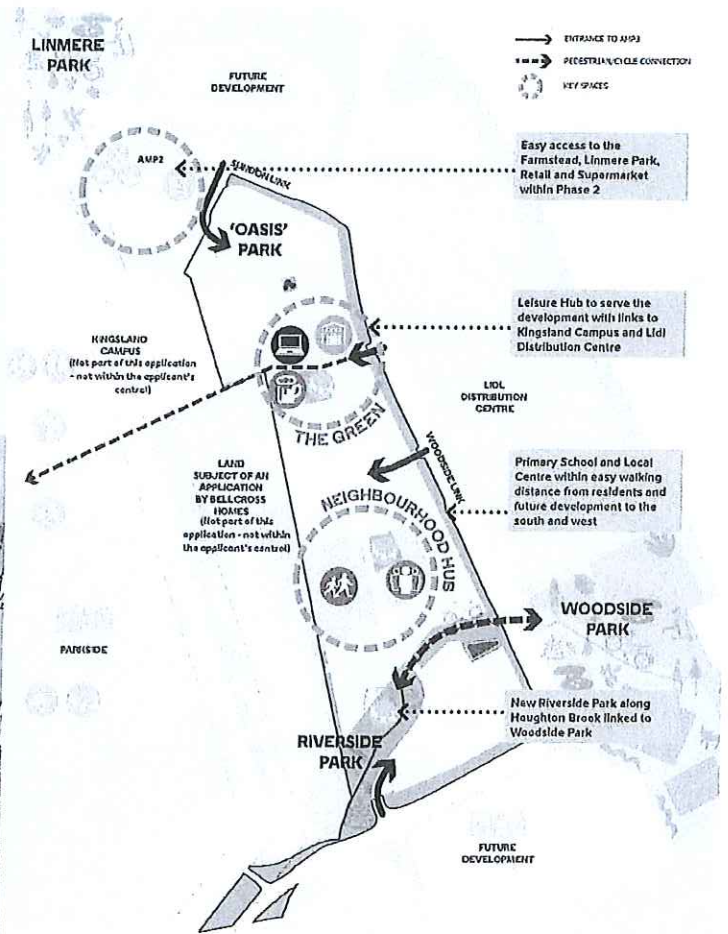 LINMERE
PARK
FUTURE
DEVELOPMENT
ENTRANCE TO AMP3
PEDESTRIAN/CYCLE CONNECTION
KEY SPACES
AMP2
SUNDON LINK
Easy access to the
Farmstead, Linmere Park,
Retail and Supermarket
within Phase 2
'OASIS'
PARK
Leisure Hub to serve the
development with links to
Kingsland Campus and Lidl
Distribution Centre
KINGSLAND
CAMPUS
(Not part of this application
- not within the applicant's
control)
LIDL
DISTRIBUTION
CENTRE
THE GREEN
WOODSIDE LINK
LAND
SUBJECT OF AN
APPLICATION
BY BELLCROSS
HOMES
(Not part of this
application - not within
the applicant's control)
Primary School and Local
Centre within easy walking
distance from residents and
future development to the
south and west
NEIGHBOURHOOD HUB
WOODSIDE
PARK
PARKSIDE
New Riverside Park along
Houghton Brook linked to
Woodside Park
RIVERSIDE
PARK
FUTURE
DEVELOPMENT